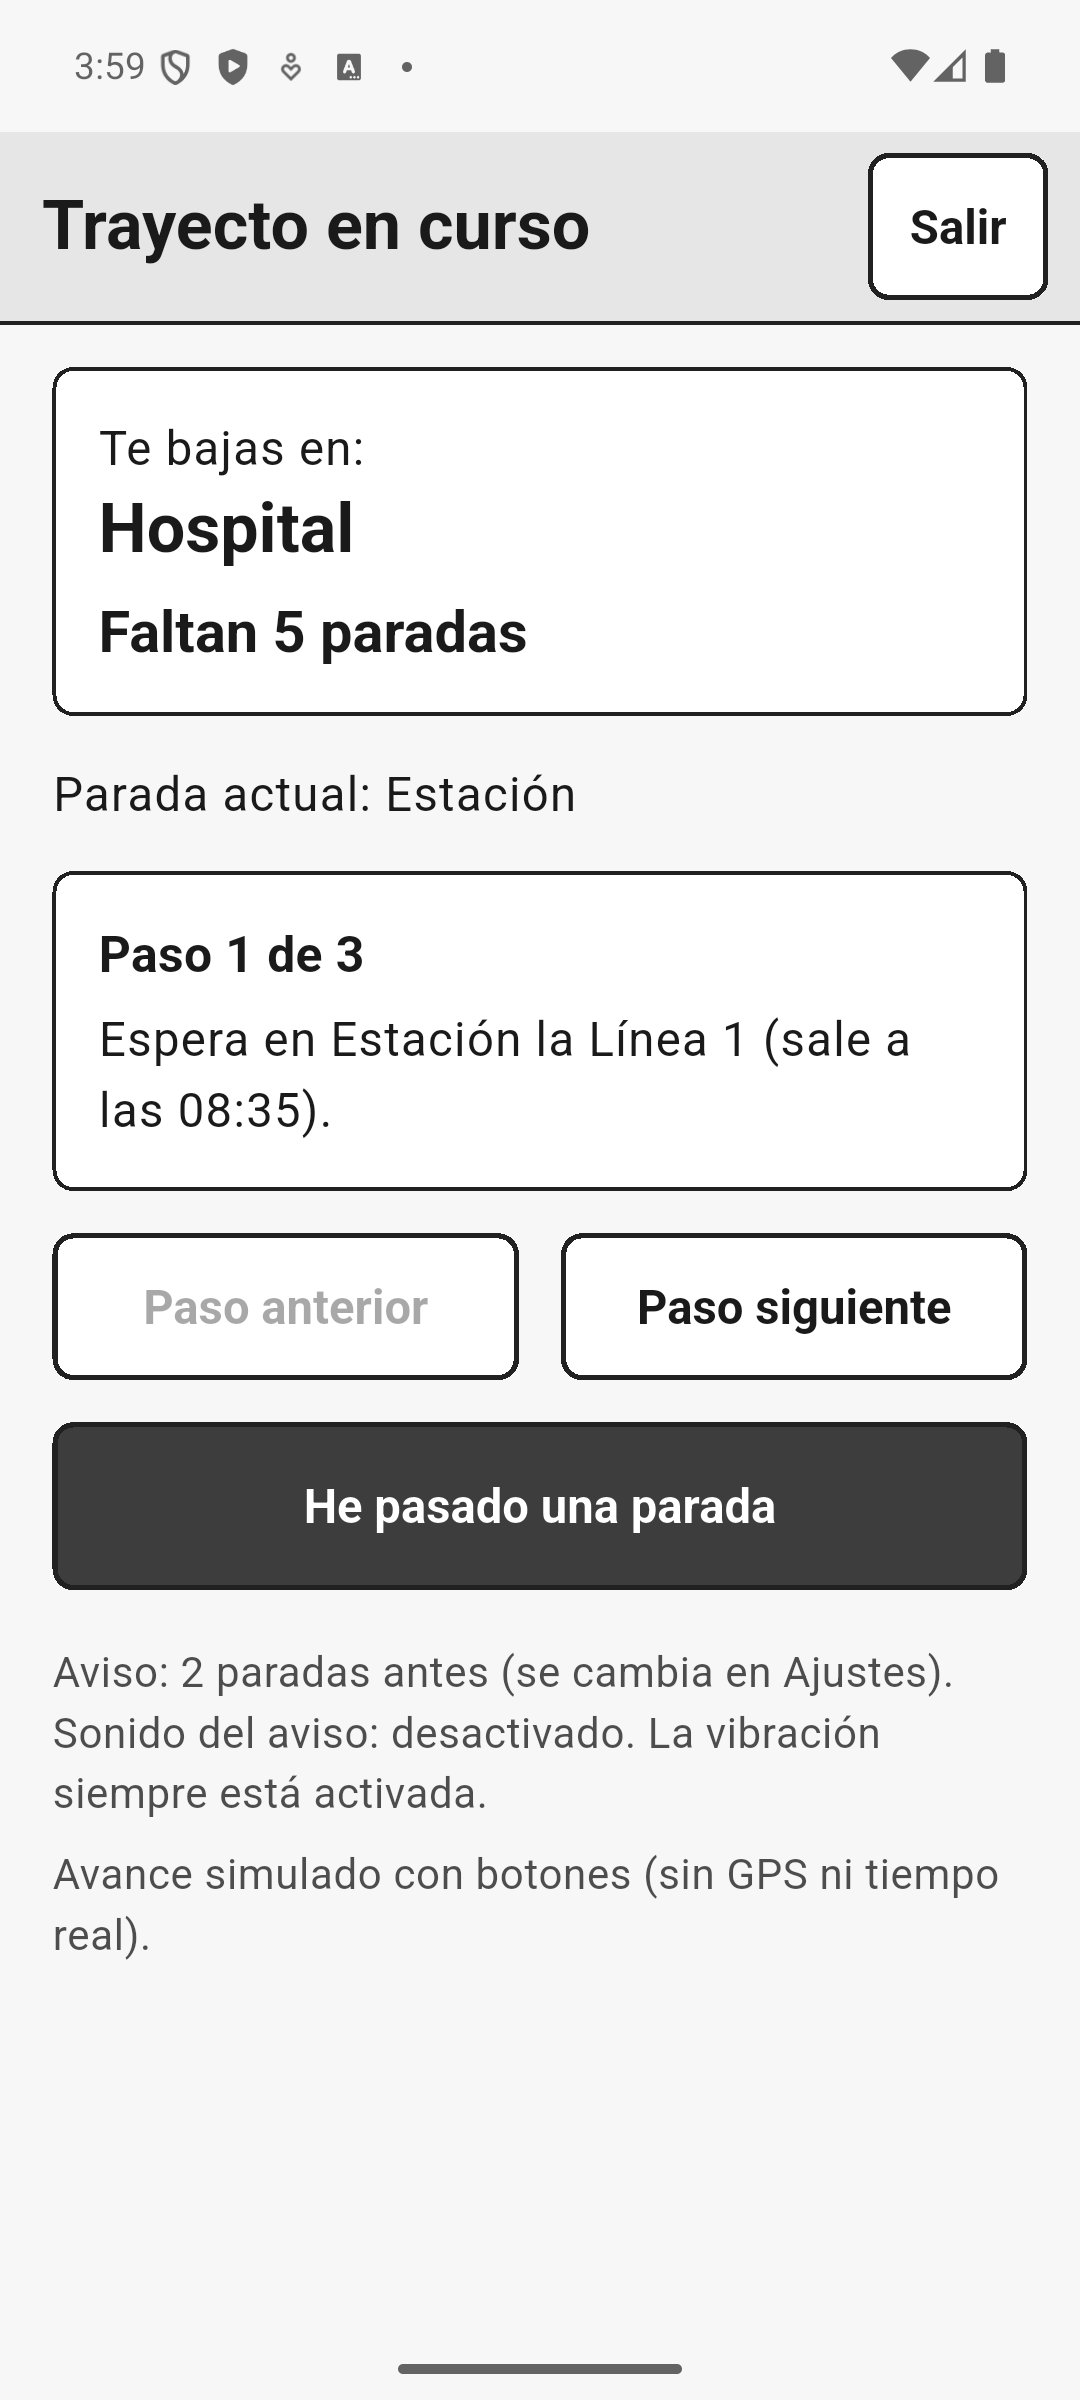 3:59
Trayecto en curso
Salir
Te bajas en:
Hospital
Faltan 5 paradas
Parada actual: Estación
Paso 1 de 3
Espera en Estación la Línea 1 (sale a
las 08:35).
Paso anterior
Paso siguiente
He pasado una parada
Aviso: 2 paradas antes (se cambia en Ajustes).
Sonido del aviso: desactivado. La vibración
siempre está activada.
Avance simulado con botones (sin GPS ni tiempo
real).